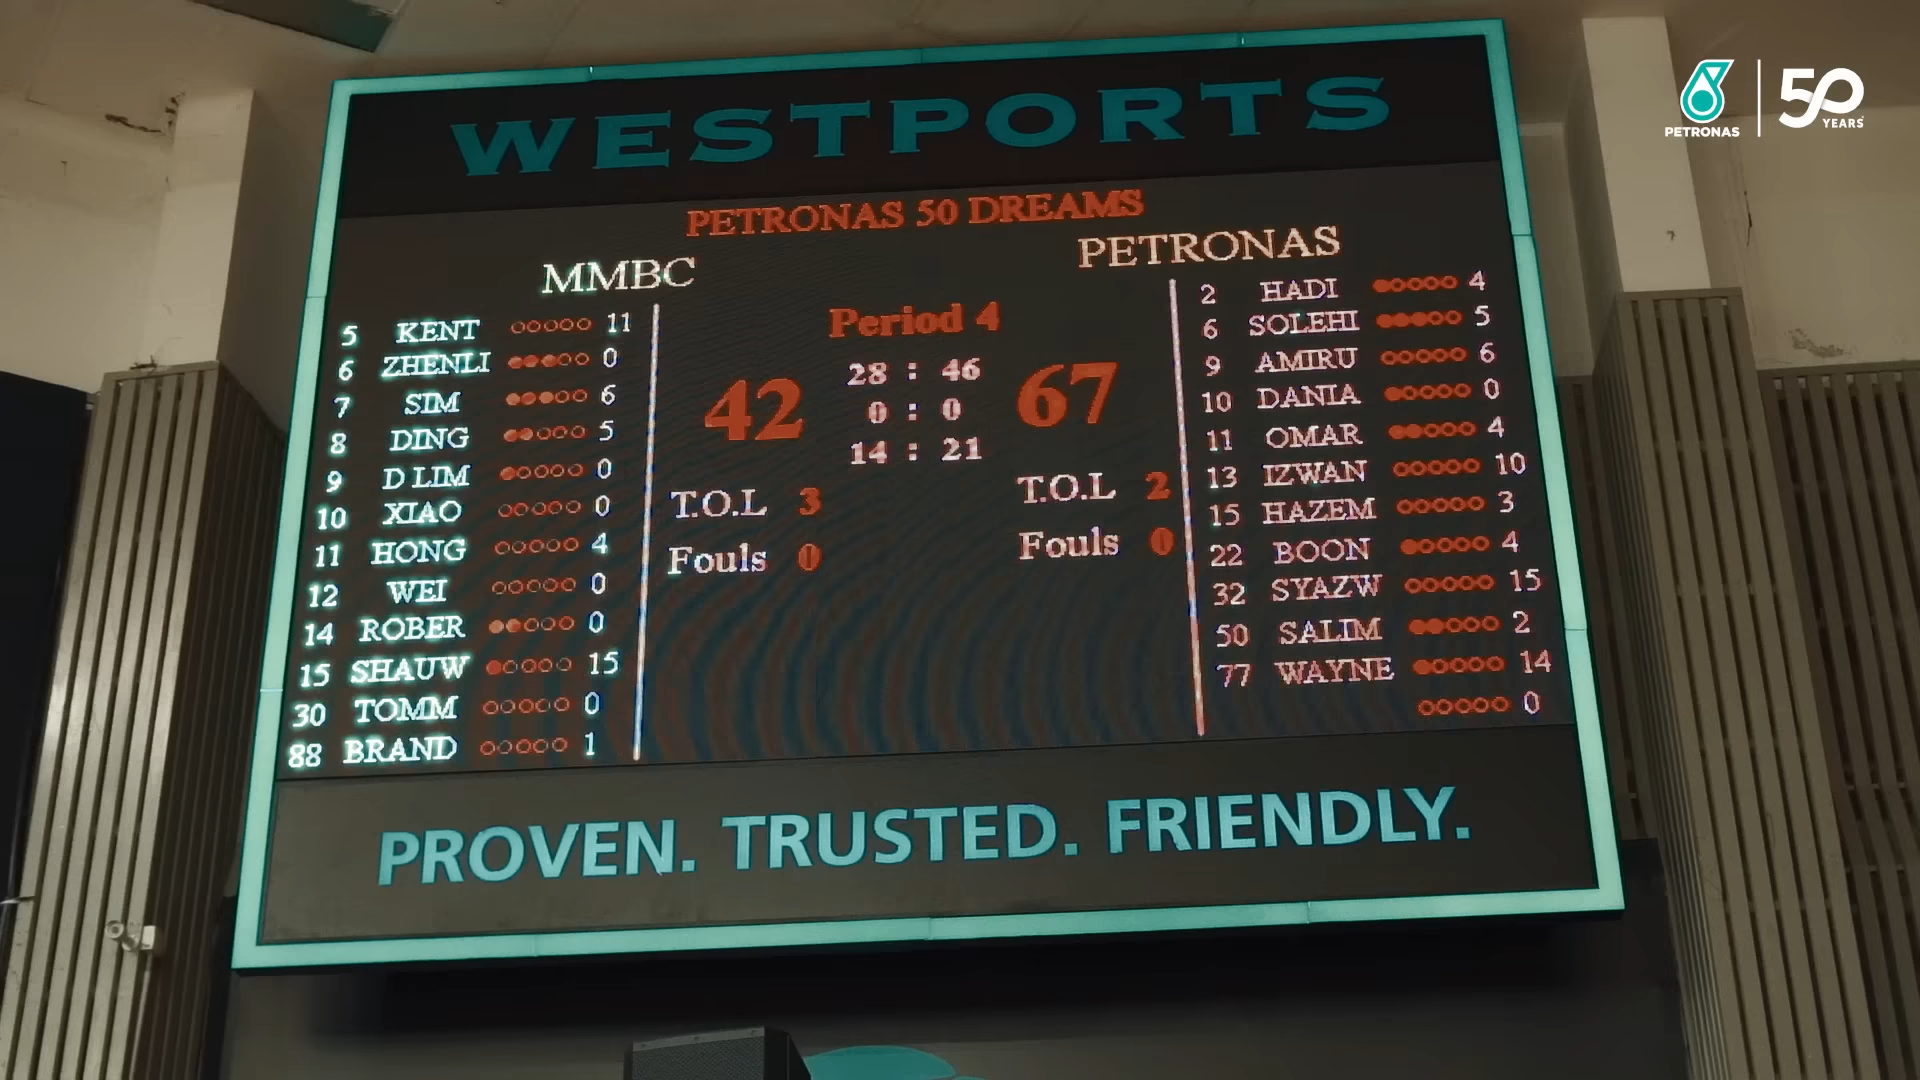 PETRONAS
50
YEARS
WESTPORTS
PETRONAS 50 DREAMS
MMBC
PETRONAS
Period 4
42
67
28 : 46
0 : 0
14 : 21
T.O.L 3
T.O.L 2
Fouls 0
Fouls 0
5 KENT 11
6 ZHENLI 0
7 SIM 6
8 DING 5
9 D LIM 0
10 XIAO 0
11 HONG 4
12 WEI 0
14 ROBER 0
15 SHAUW 15
30 TOMM 0
88 BRAND 1
2 HADI 4
6 SOLEHI 5
9 AMIRU 6
10 DANIA 0
11 OMAR 4
13 IZWAN 10
15 HAZEM 3
22 BOON 4
32 SYAZW 15
50 SALIM 2
77 WAYNE 14
0
PROVEN. TRUSTED. FRIENDLY.